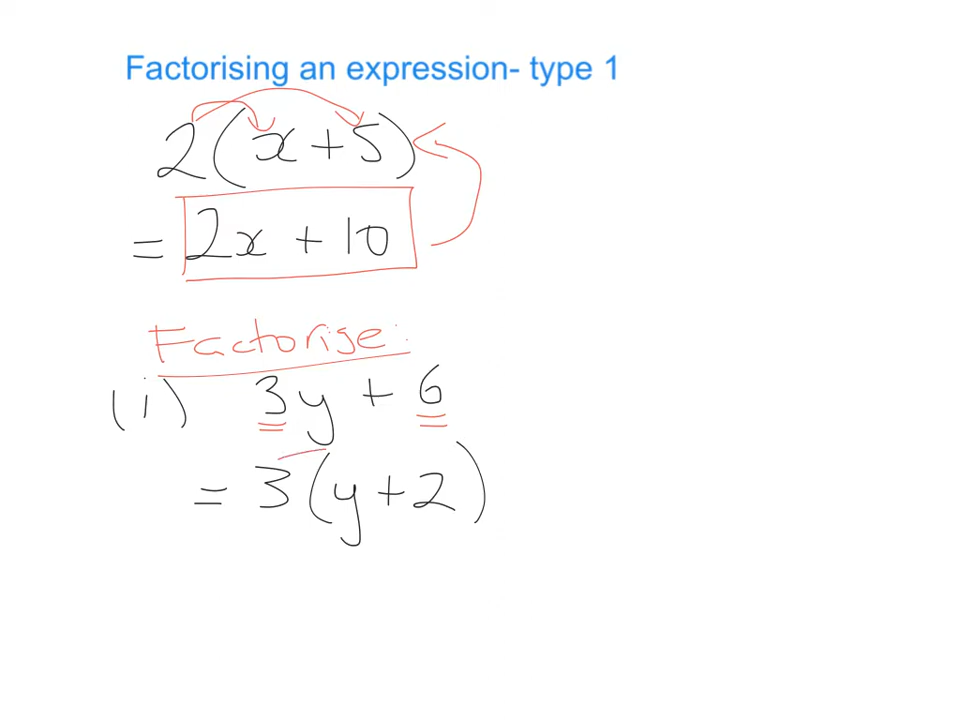 Factorising an expression- type 1
2(x+5)
= 2x + 10
Factorise:
(i) 3y + 6
= 3(y+2)